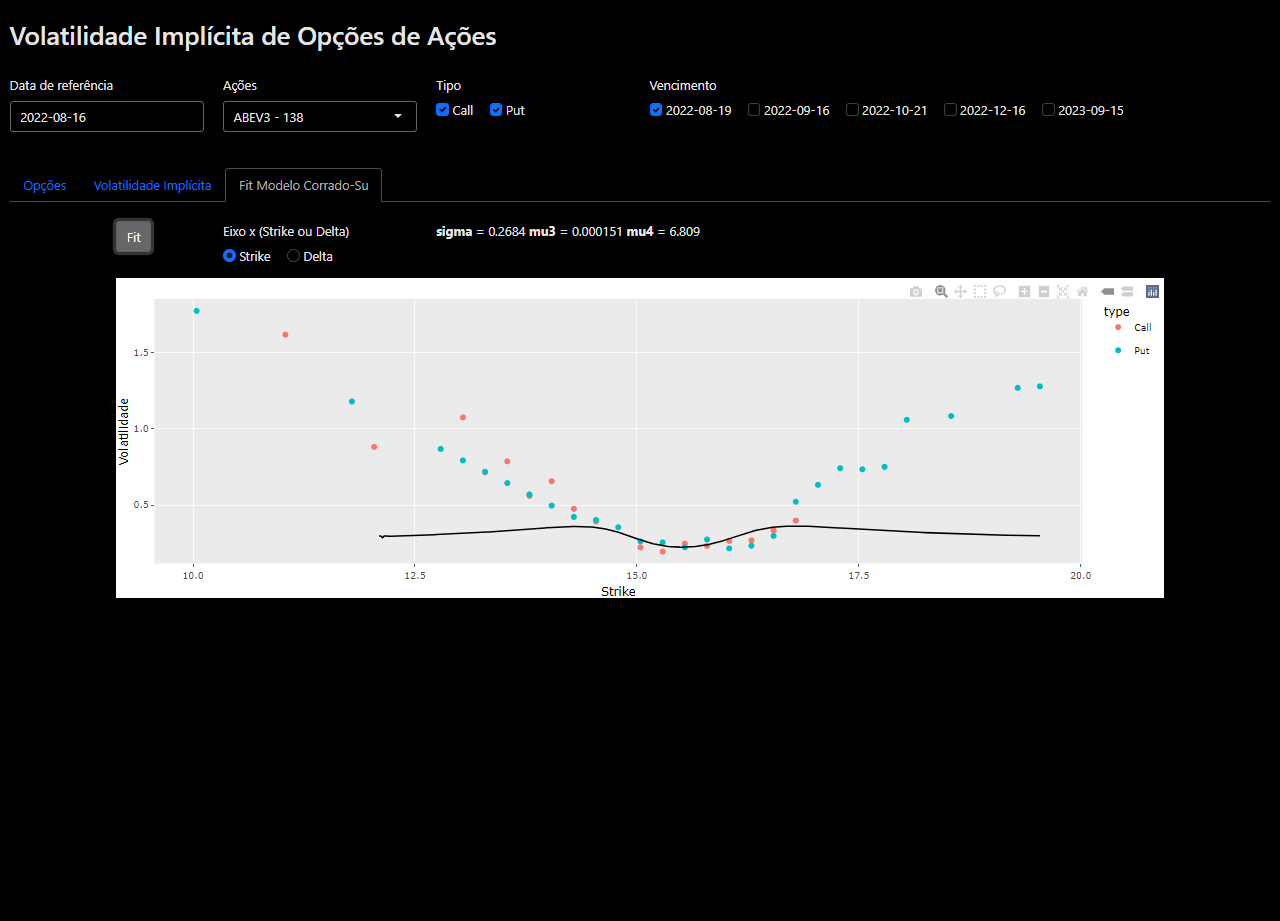 Volatilidade Implícita de Opções de Ações
Data de referência
Ações
Tipo
Vencimento
2022-08-16
ABEV3 - 138
Call
Put
2022-08-19
2022-09-16
2022-10-21
2022-12-16
2023-09-15
Opções
Volatilidade Implícita
Fit Modelo Corrado-Su
Fit
Eixo x (Strike ou Delta)
Strike
Delta
sigma = 0.2684 mu3 = 0.000151 mu4 = 6.809
type
Call
Put
Volatilidade
1.5
1.0
0.5
10.0
12.5
15.0
17.5
20.0
Strike